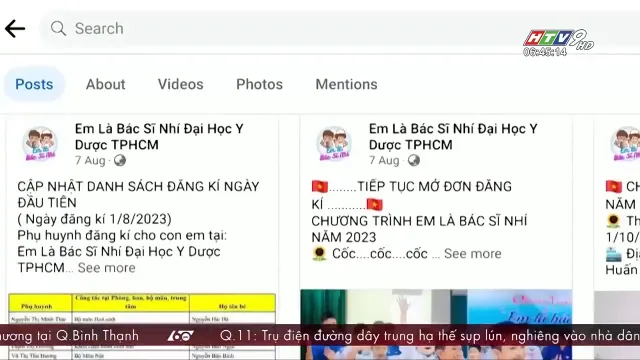 Search
HTV9 HD
06:45:14
Posts
About
Videos
Photos
Mentions
Em Là Bác Sĩ Nhí Đại Học Y
Dược TPHCM
7 Aug ·
CẬP NHẬT DANH SÁCH ĐĂNG KÍ NGÀY
ĐẦU TIÊN
( Ngày đăng kí 1/8/2023)
Phụ huynh đăng kí cho con em tại:
Em Là Bác Sĩ Nhí Đại Học Y Dược
TPHCM... See more
Phụ huynh
Công tác tại Phòng, ban, bộ môn, trung
tâm
Họ tên bé
Em Là Bác Sĩ Nhí Đại Học Y
Dược TPHCM
7 Aug ·
........TIẾP TỤC MỞ ĐƠN ĐĂNG
KÍ ..........
CHƯƠNG TRÌNH EM LÀ BÁC SĨ NHÍ
NĂM 2023
Cốc....cốc....cốc ... See more
NĂM
1/10/
Huấn
hương tại Q.Bình Thạnh
Q.11: Trụ điện đường dây trung hạ thế sụp lún, nghiêng vào nhà dân